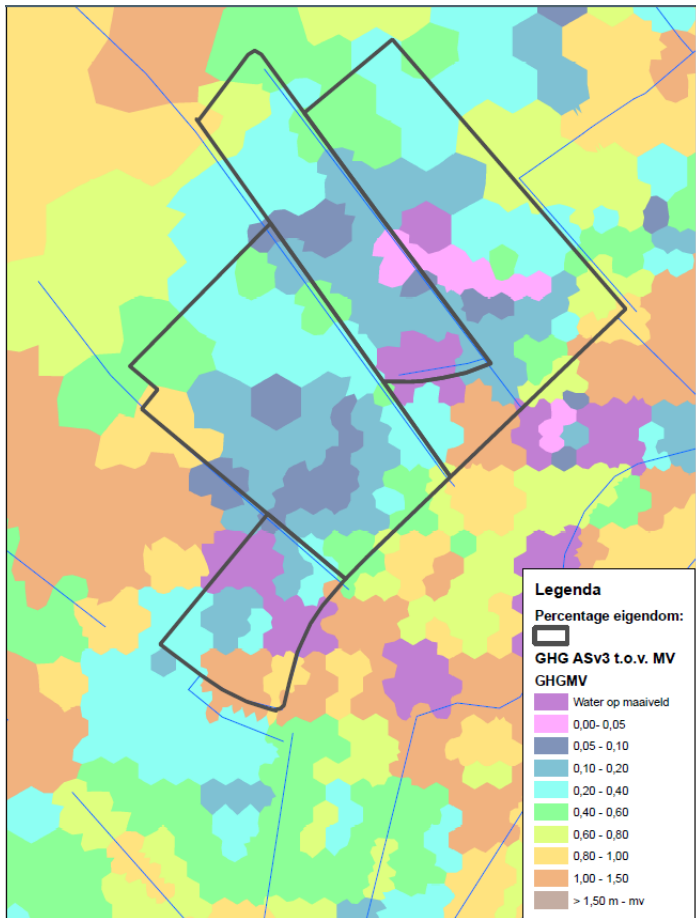 Legenda
Percentage eigendom:
GHG ASv3 t.o.v. MV
GHGMV
Water op maaiveld
0,00- 0,05
0,05 - 0,10
0,10 - 0,20
0,20 - 0,40
0,40 - 0,60
0,60 - 0,80
0,80 - 1,00
1,00 - 1,50
> 1,50 m - mv